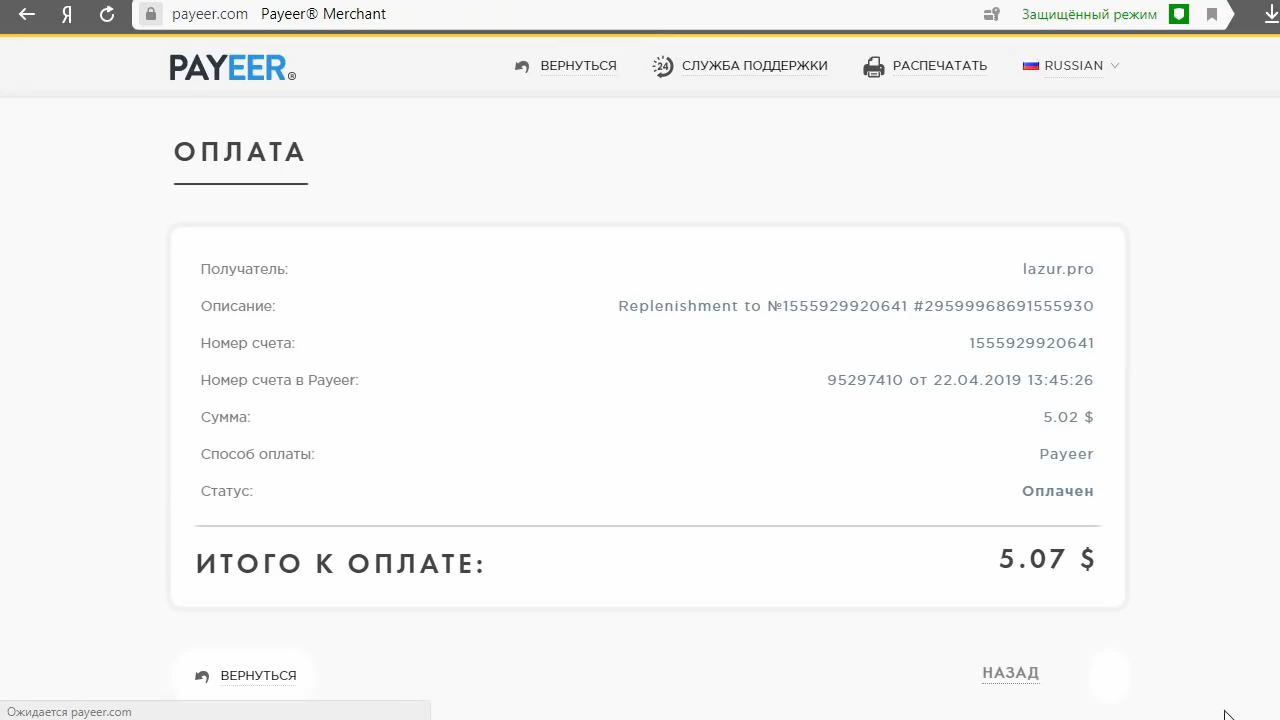 Я payeer.com Payeer® Merchant Защищённый режим
PAYEER® ВЕРНУТЬСЯ 24 СЛУЖБА ПОДДЕРЖКИ РАСПЕЧАТАТЬ RUSSIAN
ОПЛАТА
Получатель: lazur.pro
Описание: Replenishment to №1555929920641 #29599968691555930
Номер счета: 1555929920641
Номер счета в Payeer: 95297410 от 22.04.2019 13:45:26
Сумма: 5.02 $
Способ оплаты: Payeer
Статус: Оплачен
ИТОГО К ОПЛАТЕ: 5.07 $
ВЕРНУТЬСЯ НАЗАД
Ожидается payeer.com